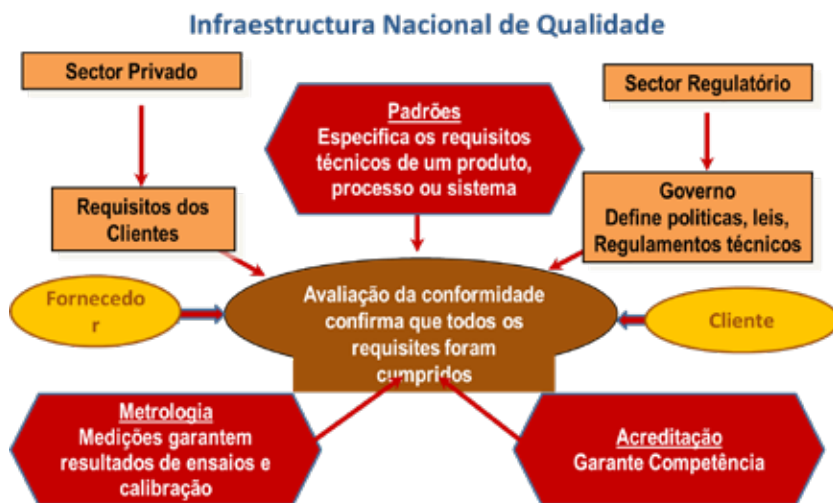 Infraestructura Nacional de Qualidade
Sector Privado
Sector Regulatório
Padrões
Especifica os requisitos
técnicos de um produto,
processo ou sistema
Requisitos dos
Clientes
Governo
Define politicas, leis,
Regulamentos técnicos
Fornecedo
r
Avaliação da conformidade
confirma que todos os
requisites foram
cumpridos
Cliente
Metrologia
Medições garantem
resultados de ensaios e
calibração
Acreditação
Garante Competência